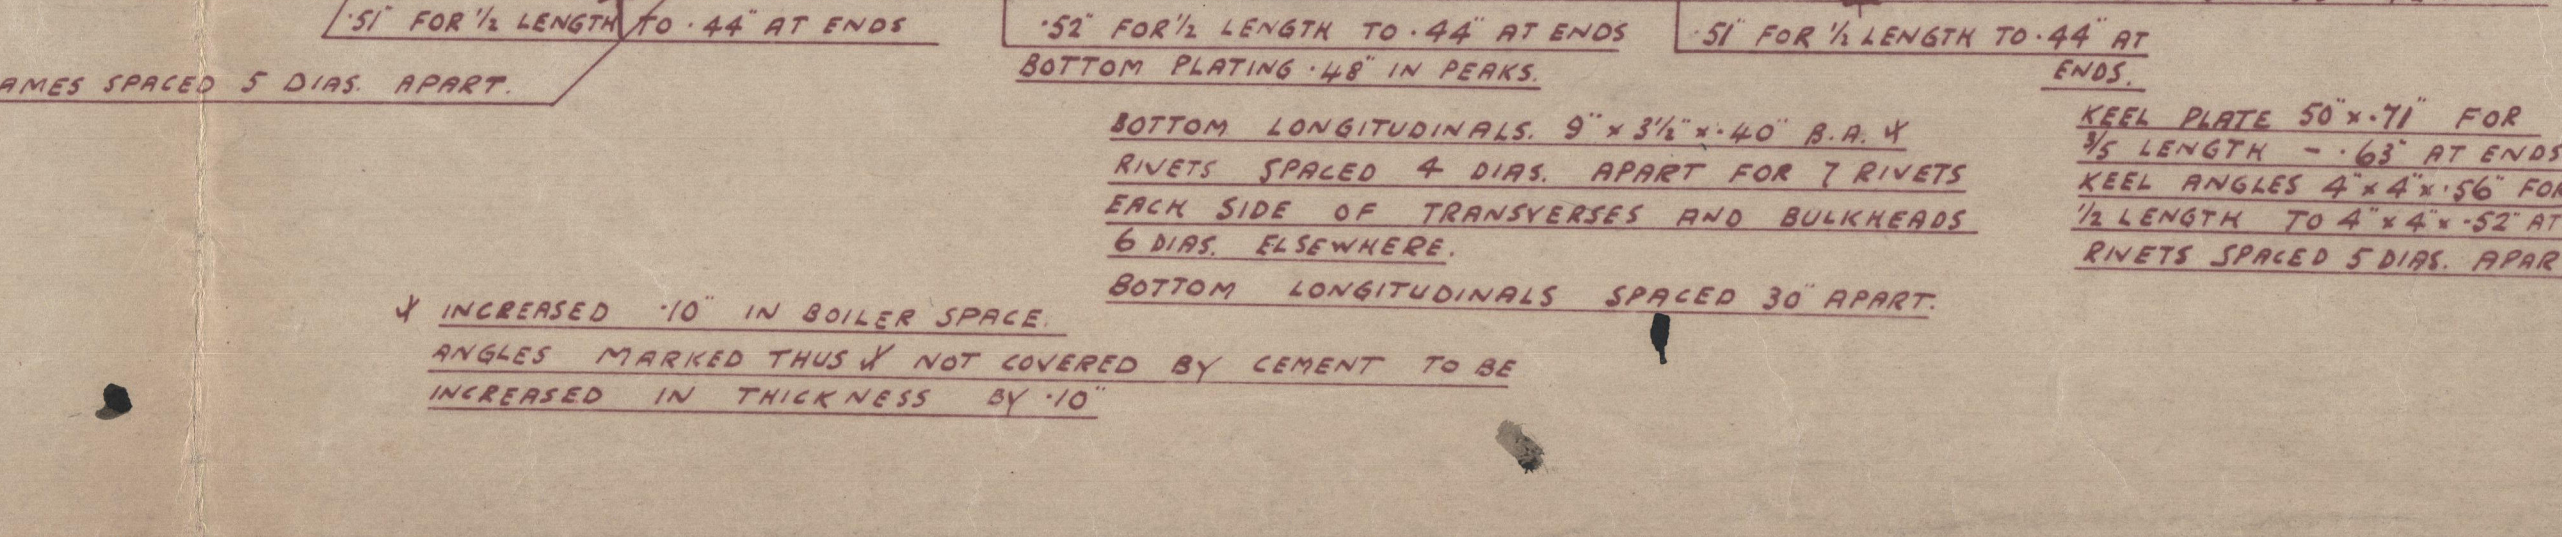 ·51" FOR ½ LENGTH TO ·44" AT ENDS
AMES SPACED 5 DIAS. APART.
·52" FOR ½ LENGTH TO ·44" AT ENDS
BOTTOM PLATING ·48" IN PEAKS.
·51" FOR ½ LENGTH TO ·44" AT
ENDS.
BOTTOM LONGITUDINALS. 9" x 3½" x ·40" B.A.
RIVETS SPACED 4 DIAS. APART FOR 7 RIVETS
EACH SIDE OF TRANSVERSES AND BULKHEADS
6 DIAS. ELSEWHERE.
BOTTOM LONGITUDINALS SPACED 30" APART.
KEEL PLATE 50" x ·71" FOR
3/5 LENGTH - ·63" AT ENDS
KEEL ANGLES 4" x 4" x ·56" FOR
½ LENGTH TO 4" x 4" x ·52" AT
RIVETS SPACED 5 DIAS. APAR
INCREASED ·10" IN BOILER SPACE.
ANGLES MARKED THUS NOT COVERED BY CEMENT TO BE
INCREASED IN THICKNESS BY ·10"